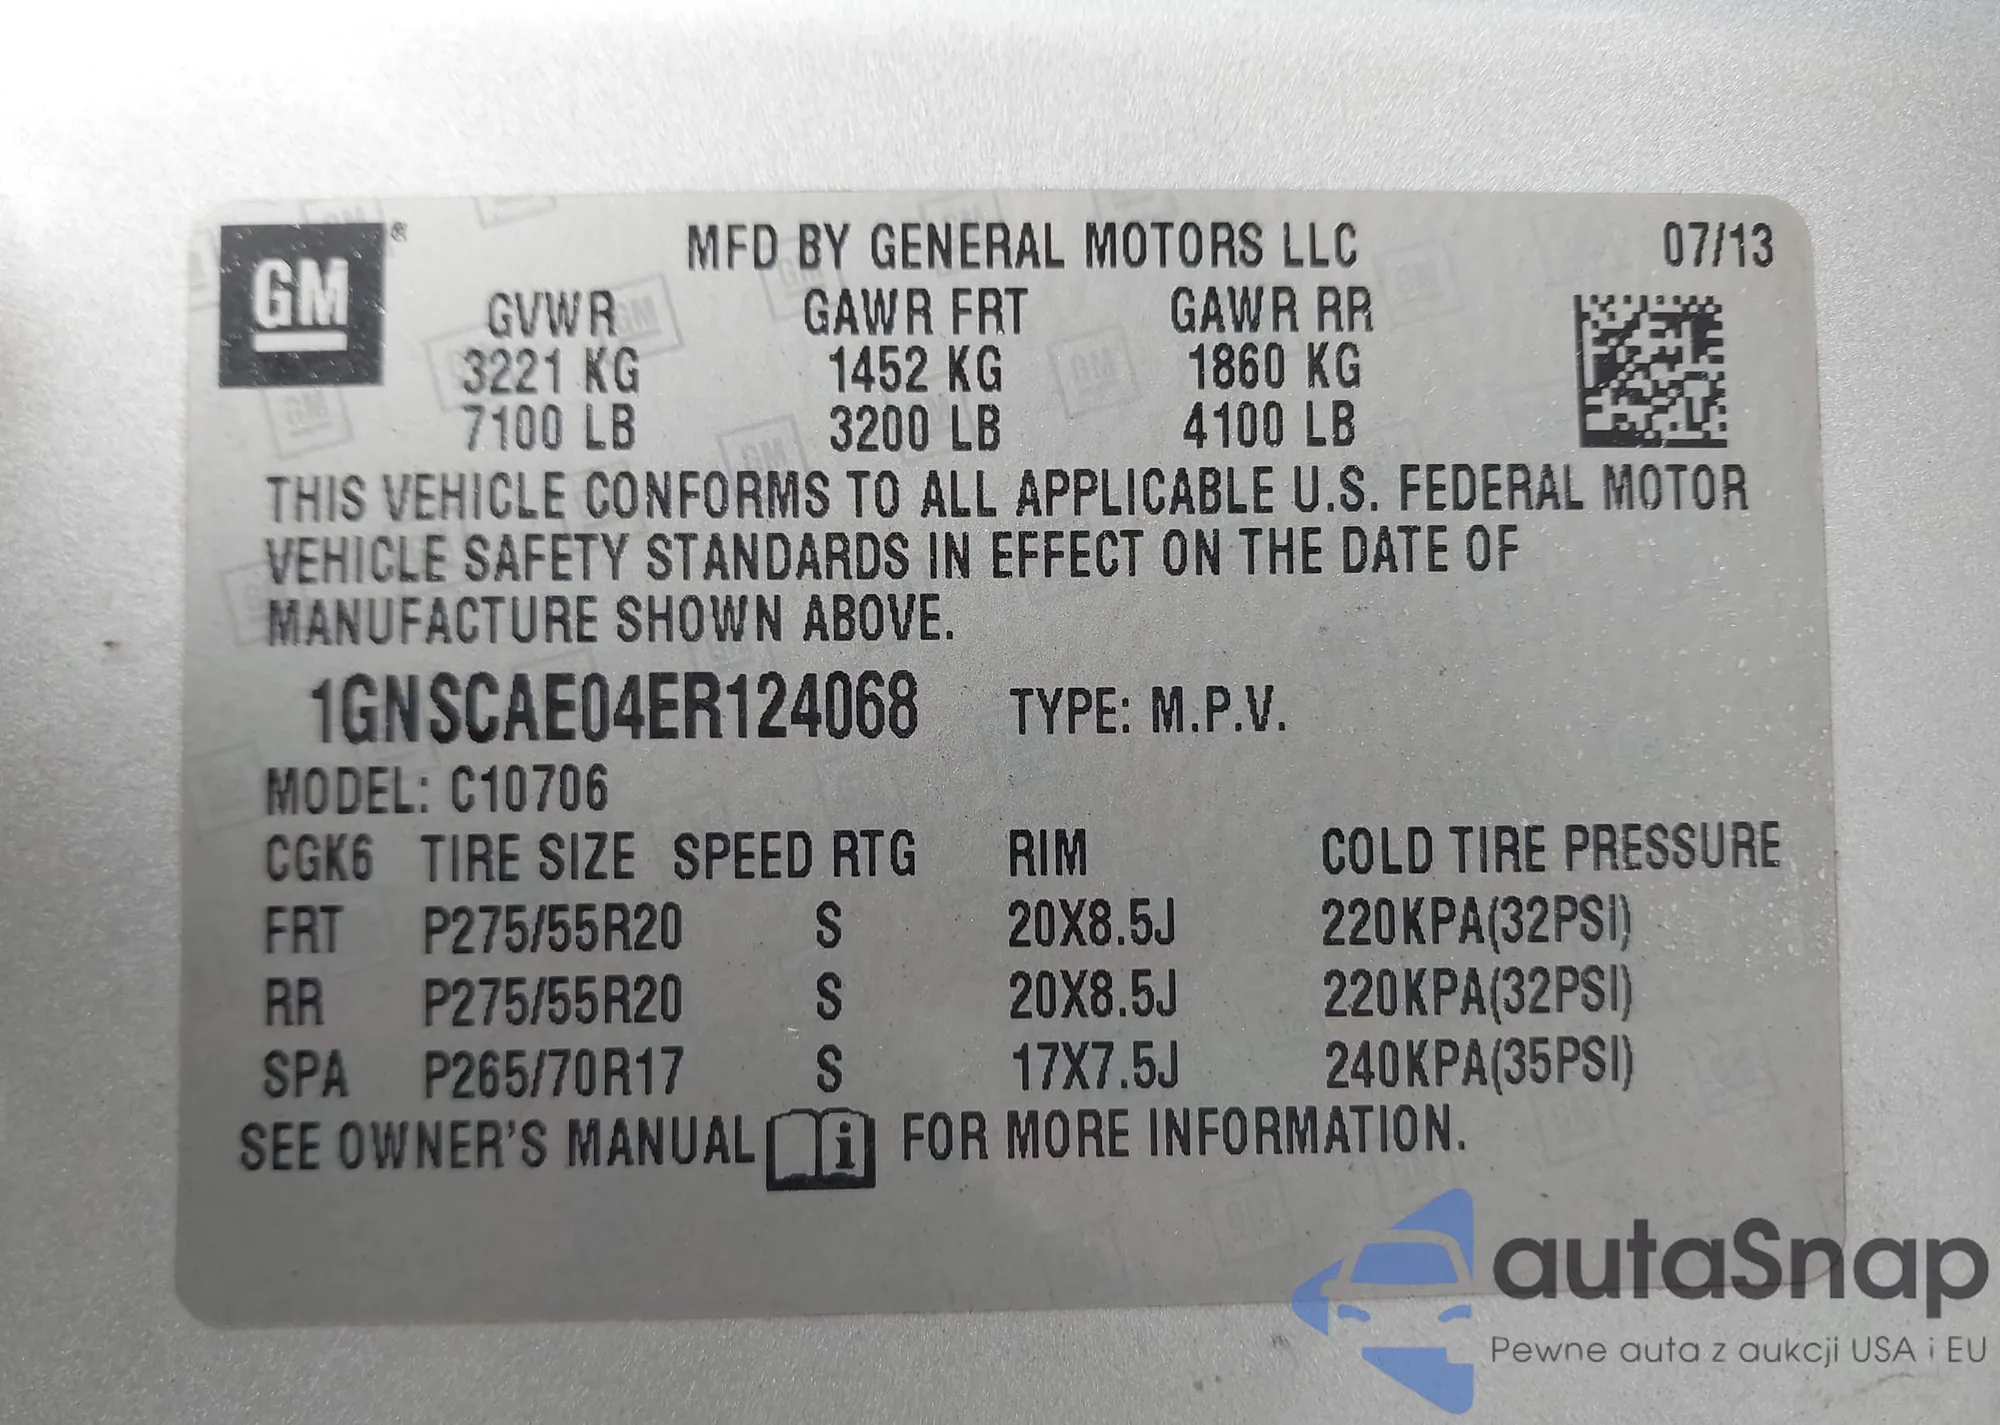 GM®
MFD BY GENERAL MOTORS LLC 07/13
GVWR GAWR FRT GAWR RR
3221 KG 1452 KG 1860 KG
7100 LB 3200 LB 4100 LB
THIS VEHICLE CONFORMS TO ALL APPLICABLE U.S. FEDERAL MOTOR
VEHICLE SAFETY STANDARDS IN EFFECT ON THE DATE OF
MANUFACTURE SHOWN ABOVE.
1GNSCAE04ER124068 TYPE: M.P.V.
MODEL: C10706
CGK6 TIRE SIZE SPEED RTG RIM COLD TIRE PRESSURE
FRT P275/55R20 S 20X8.5J 220KPA(32PSI)
RR P275/55R20 S 20X8.5J 220KPA(32PSI)
SPA P265/70R17 S 17X7.5J 240KPA(35PSI)
SEE OWNER'S MANUAL i FOR MORE INFORMATION.
autaSnap
Pewne auta z aukcji USA i EU